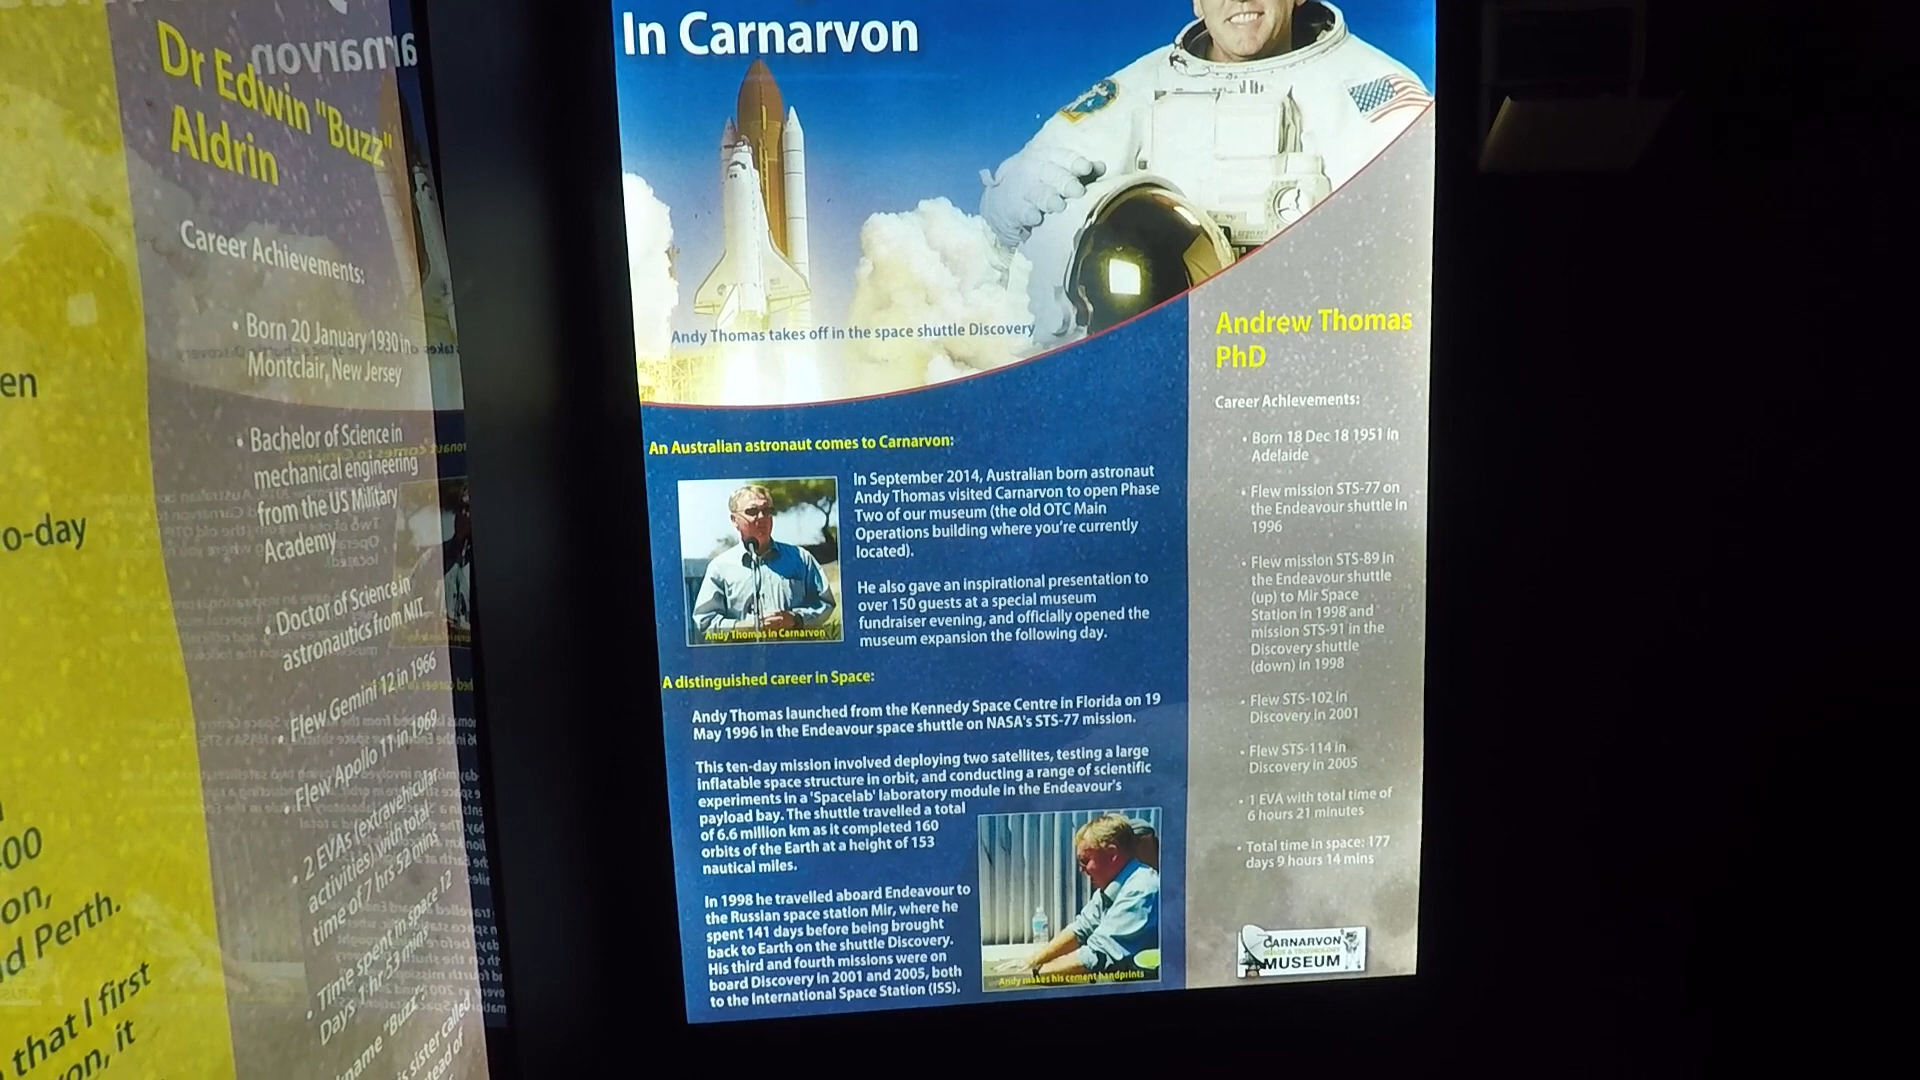 Dr Edwin "Buzz"
Aldrin
Career Achievements:
• Born 20 January 1930 in
Montclair, New Jersey
• Bachelor of Science in
mechanical engineering
from the US Military
Academy
• Doctor of Science in
astronautics from MIT
• Flew Gemini 12 in 1966
• Flew Apollo 11 in 1969
• 2 EVAs (extravehicular
activities) with total
time of 7 hrs 52 mins
• Time spent in space 12
Days 1 hr 53 mins
"Buzz"
sister called
en
o-day
00
on,
d Perth.
that I first
on, it
In Carnarvon
Andy Thomas takes off in the space shuttle Discovery
An Australian astronaut comes to Carnarvon:
In September 2014, Australian born astronaut
Andy Thomas visited Carnarvon to open Phase
Two of our museum (the old OTC Main
Operations building where you're currently
located).
He also gave an inspirational presentation to
over 150 guests at a special museum
fundraiser evening, and officially opened the
museum expansion the following day.
Andy Thomas in Carnarvon
A distinguished career in Space:
Andy Thomas launched from the Kennedy Space Centre in Florida on 19
May 1996 in the Endeavour space shuttle on NASA's STS-77 mission.
This ten-day mission involved deploying two satellites, testing a large
inflatable space structure in orbit, and conducting a range of scientific
experiments in a 'Spacelab' laboratory module in the Endeavour's
payload bay. The shuttle travelled a total
of 6.6 million km as it completed 160
orbits of the Earth at a height of 153
nautical miles.
In 1998 he travelled aboard Endeavour to
the Russian space station Mir, where he
spent 141 days before being brought
back to Earth on the shuttle Discovery.
His third and fourth missions were on
board Discovery in 2001 and 2005, both
to the International Space Station (ISS).
Andy makes his cement handprints
Andrew Thomas
PhD
Career Achievements:
• Born 18 Dec 18 1951 in
Adelaide
• Flew mission STS-77 on
the Endeavour shuttle in
1996
• Flew mission STS-89 in
the Endeavour shuttle
(up) to Mir Space
Station in 1998 and
mission STS-91 in the
Discovery shuttle
(down) in 1998
• Flew STS-102 in
Discovery in 2001
• Flew STS-114 in
Discovery in 2005
• 1 EVA with total time of
6 hours 21 minutes
• Total time in space: 177
days 9 hours 14 mins
CARNARVON
SPACE & TECHNOLOGY
MUSEUM